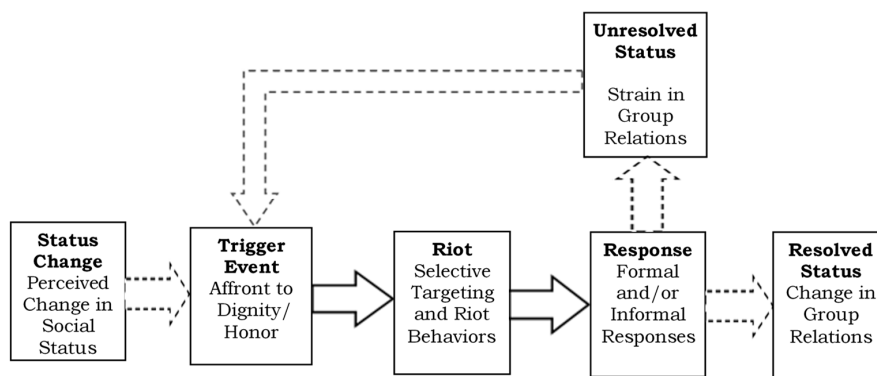 Unresolved
Status
Strain in
Group
Relations
Status
Change
Perceived
Change in
Social
Status
Trigger
Event
Affront to
Dignity/
Honor
Riot
Selective
Targeting
and Riot
Behaviors
Response
Formal
and/or
Informal
Responses
Resolved
Status
Change in
Group
Relations